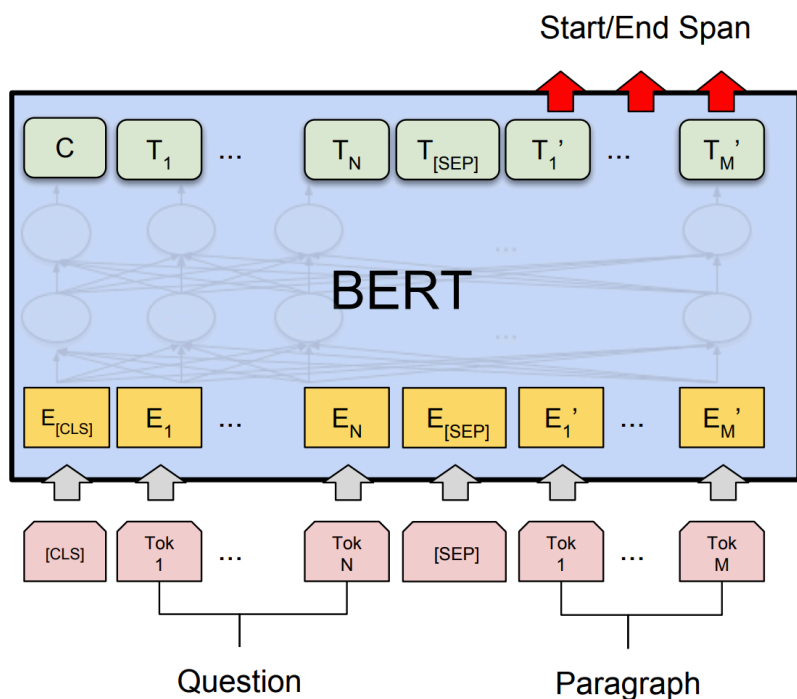 Start/End Span
C T1 ... TN T[SEP] T1’ ... TM’
...
BERT
...
E[CLS] E1 ... EN E[SEP] E1’ ... EM’
[CLS] Tok 1 ... Tok N [SEP] Tok 1 ... Tok M
Question Paragraph